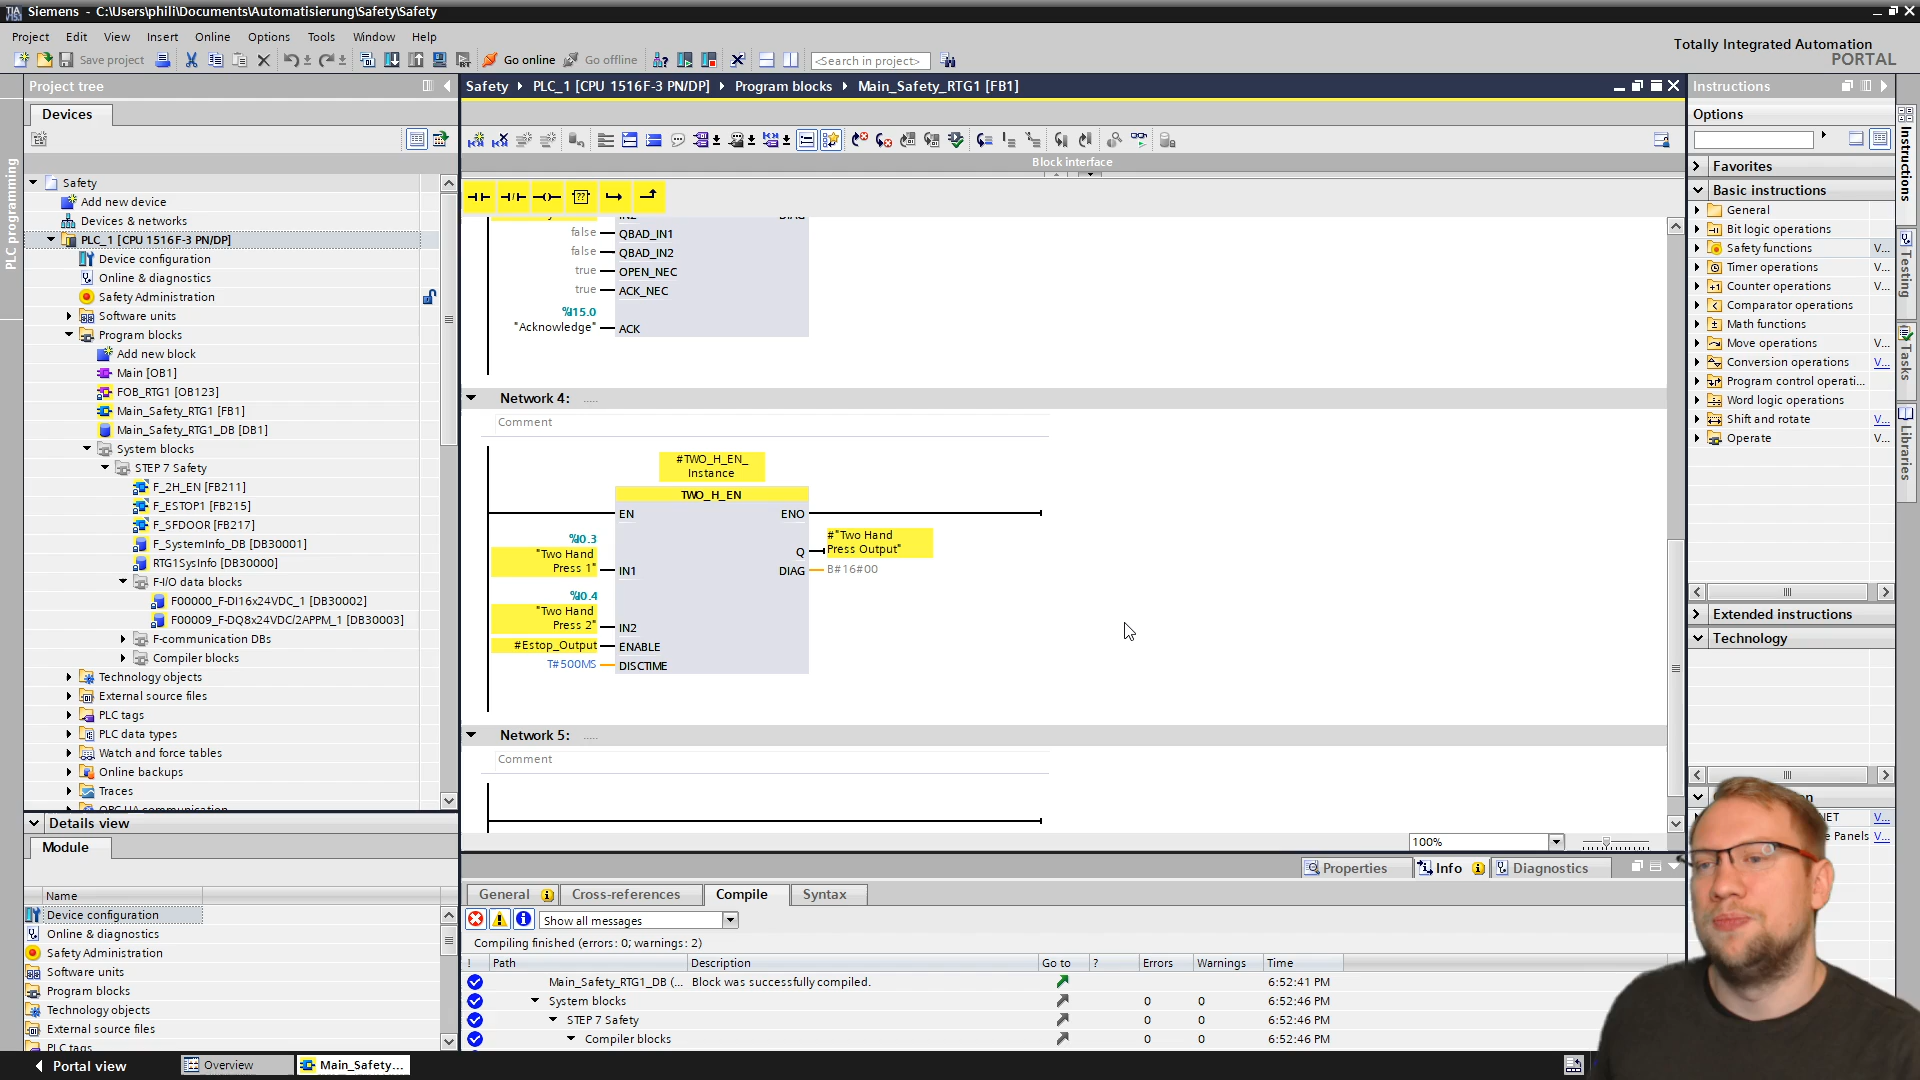 Siemens - C:\Users\phili\Documents\Automatisierung\Safety\Safety
Project Edit View Insert Online Options Tools Window Help
Totally Integrated Automation
PORTAL
Save project
Go online
Go offline
<Search in project>
Project tree
Safety PLC_1 [CPU 1516F-3 PN/DP] Program blocks Main_Safety_RTG1 [FB1]
Instructions
Devices
Options
Block interface
PLC programming
Safety
Add new device
Devices & networks
PLC_1 [CPU 1516F-3 PN/DP]
Device configuration
Online & diagnostics
Safety Administration
Software units
Program blocks
Add new block
Main [OB1]
FOB_RTG1 [OB123]
Main_Safety_RTG1 [FB1]
Main_Safety_RTG1_DB [DB1]
System blocks
STEP 7 Safety
F_2H_EN [FB211]
F_ESTOP1 [FB215]
F_SFDOOR [FB217]
F_SystemInfo_DB [DB30001]
RTG1SysInfo [DB30000]
F-I/O data blocks
F00000_F-DI16x24VDC_1 [DB30002]
F00009_F-DQ8x24VDC/2APPM_1 [DB30003]
F-communication DBs
Compiler blocks
Technology objects
External source files
PLC tags
PLC data types
Watch and force tables
Online backups
Traces
OPC UA communication
??
false QBAD_IN1
false QBAD_IN2
true OPEN_NEC
true ACK_NEC
%I15.0
"Acknowledge" ACK
Network 4: .....
Comment
#TWO_H_EN_
Instance
TWO_H_EN
EN ENO
%I0.3
"Two Hand
Press 1" IN1
#"Two Hand
Press Output"
Q
DIAG B#16#00
%I0.4
"Two Hand
Press 2" IN2
#Estop_Output ENABLE
T#500MS DISCTIME
Network 5: .....
Comment
100%
Favorites
Basic instructions
General
Bit logic operations
Safety functions V...
Timer operations V...
Counter operations V...
Comparator operations
Math functions
Move operations V...
Conversion operations V...
Program control operati...
Word logic operations
Shift and rotate V...
Operate V...
Extended instructions
Technology
V...
e Panels V...
Instructions
Testing
Tasks
Libraries
Details view
Module
Name
Device configuration
Online & diagnostics
Safety Administration
Software units
Program blocks
Technology objects
External source files
PLC tags
Properties Info Diagnostics
General Cross-references Compile Syntax
Show all messages
Compiling finished (errors: 0; warnings: 2)
! Path Description Go to ? Errors Warnings Time
Main_Safety_RTG1_DB (... Block was successfully compiled. 6:52:41 PM
System blocks 0 0 6:52:46 PM
STEP 7 Safety 0 0 6:52:46 PM
Compiler blocks 0 0 6:52:46 PM
Portal view
Overview
Main_Safety...